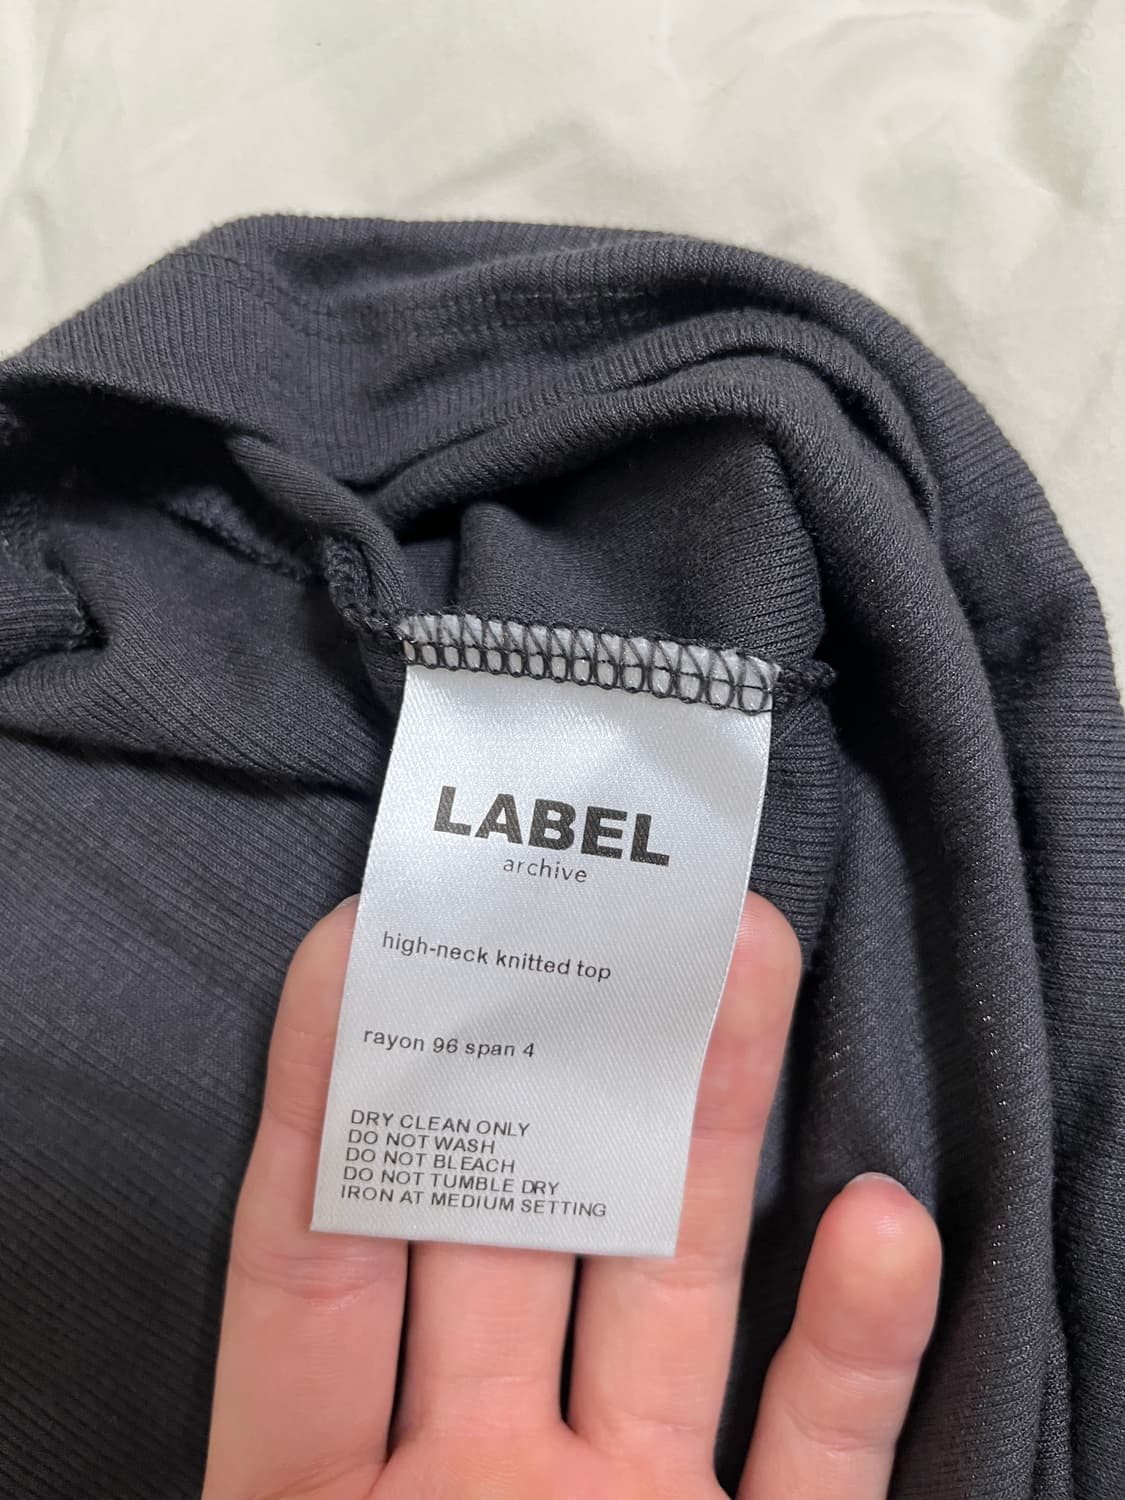 LABEL
archive
high-neck knitted top
rayon 96 span 4
DRY CLEAN ONLY
DO NOT WASH
DO NOT BLEACH
DO NOT TUMBLE DRY
IRON AT MEDIUM SETTING